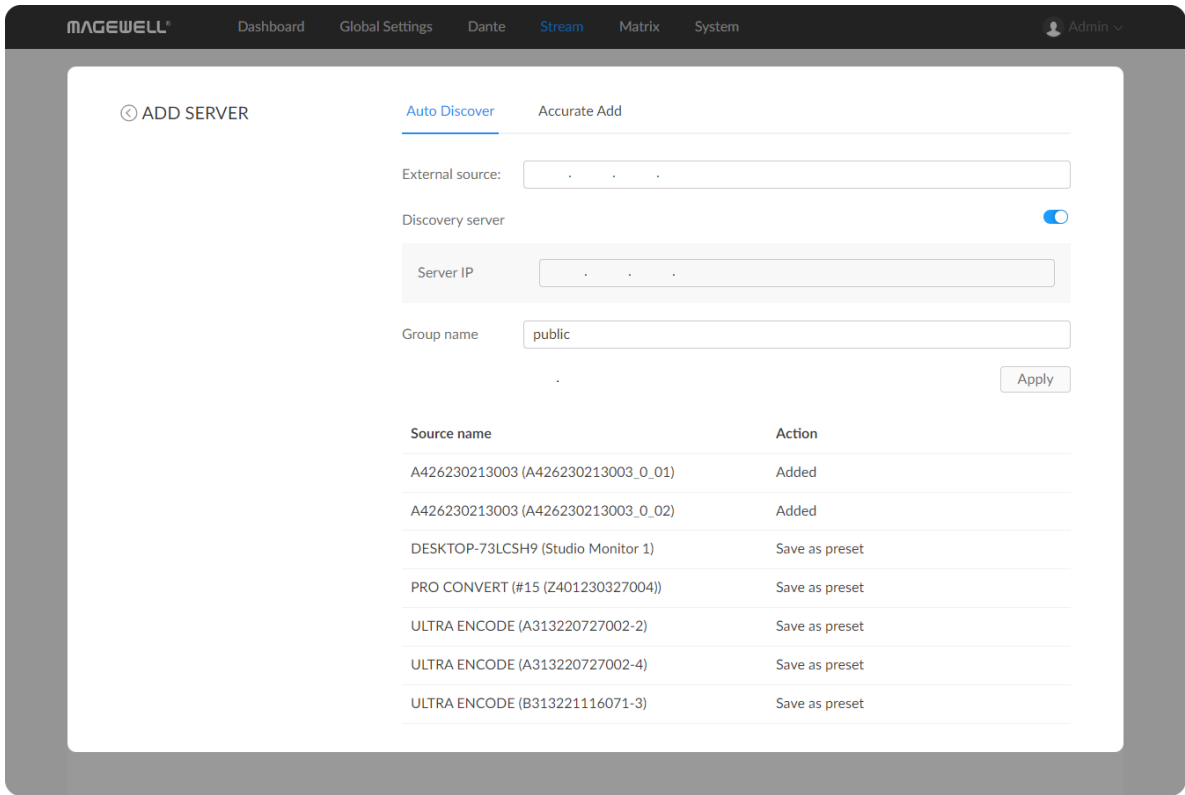 MAGEWELL® Dashboard Global Settings Dante Stream Matrix System Admin
ADD SERVER
Auto Discover Accurate Add
External source: . . .
Discovery server
Server IP . . .
Group name public
.
Apply
Source name Action
A426230213003 (A426230213003_0_01) Added
A426230213003 (A426230213003_0_02) Added
DESKTOP-73LCSH9 (Studio Monitor 1) Save as preset
PRO CONVERT (#15 (Z401230327004)) Save as preset
ULTRA ENCODE (A313220727002-2) Save as preset
ULTRA ENCODE (A313220727002-4) Save as preset
ULTRA ENCODE (B313221116071-3) Save as preset